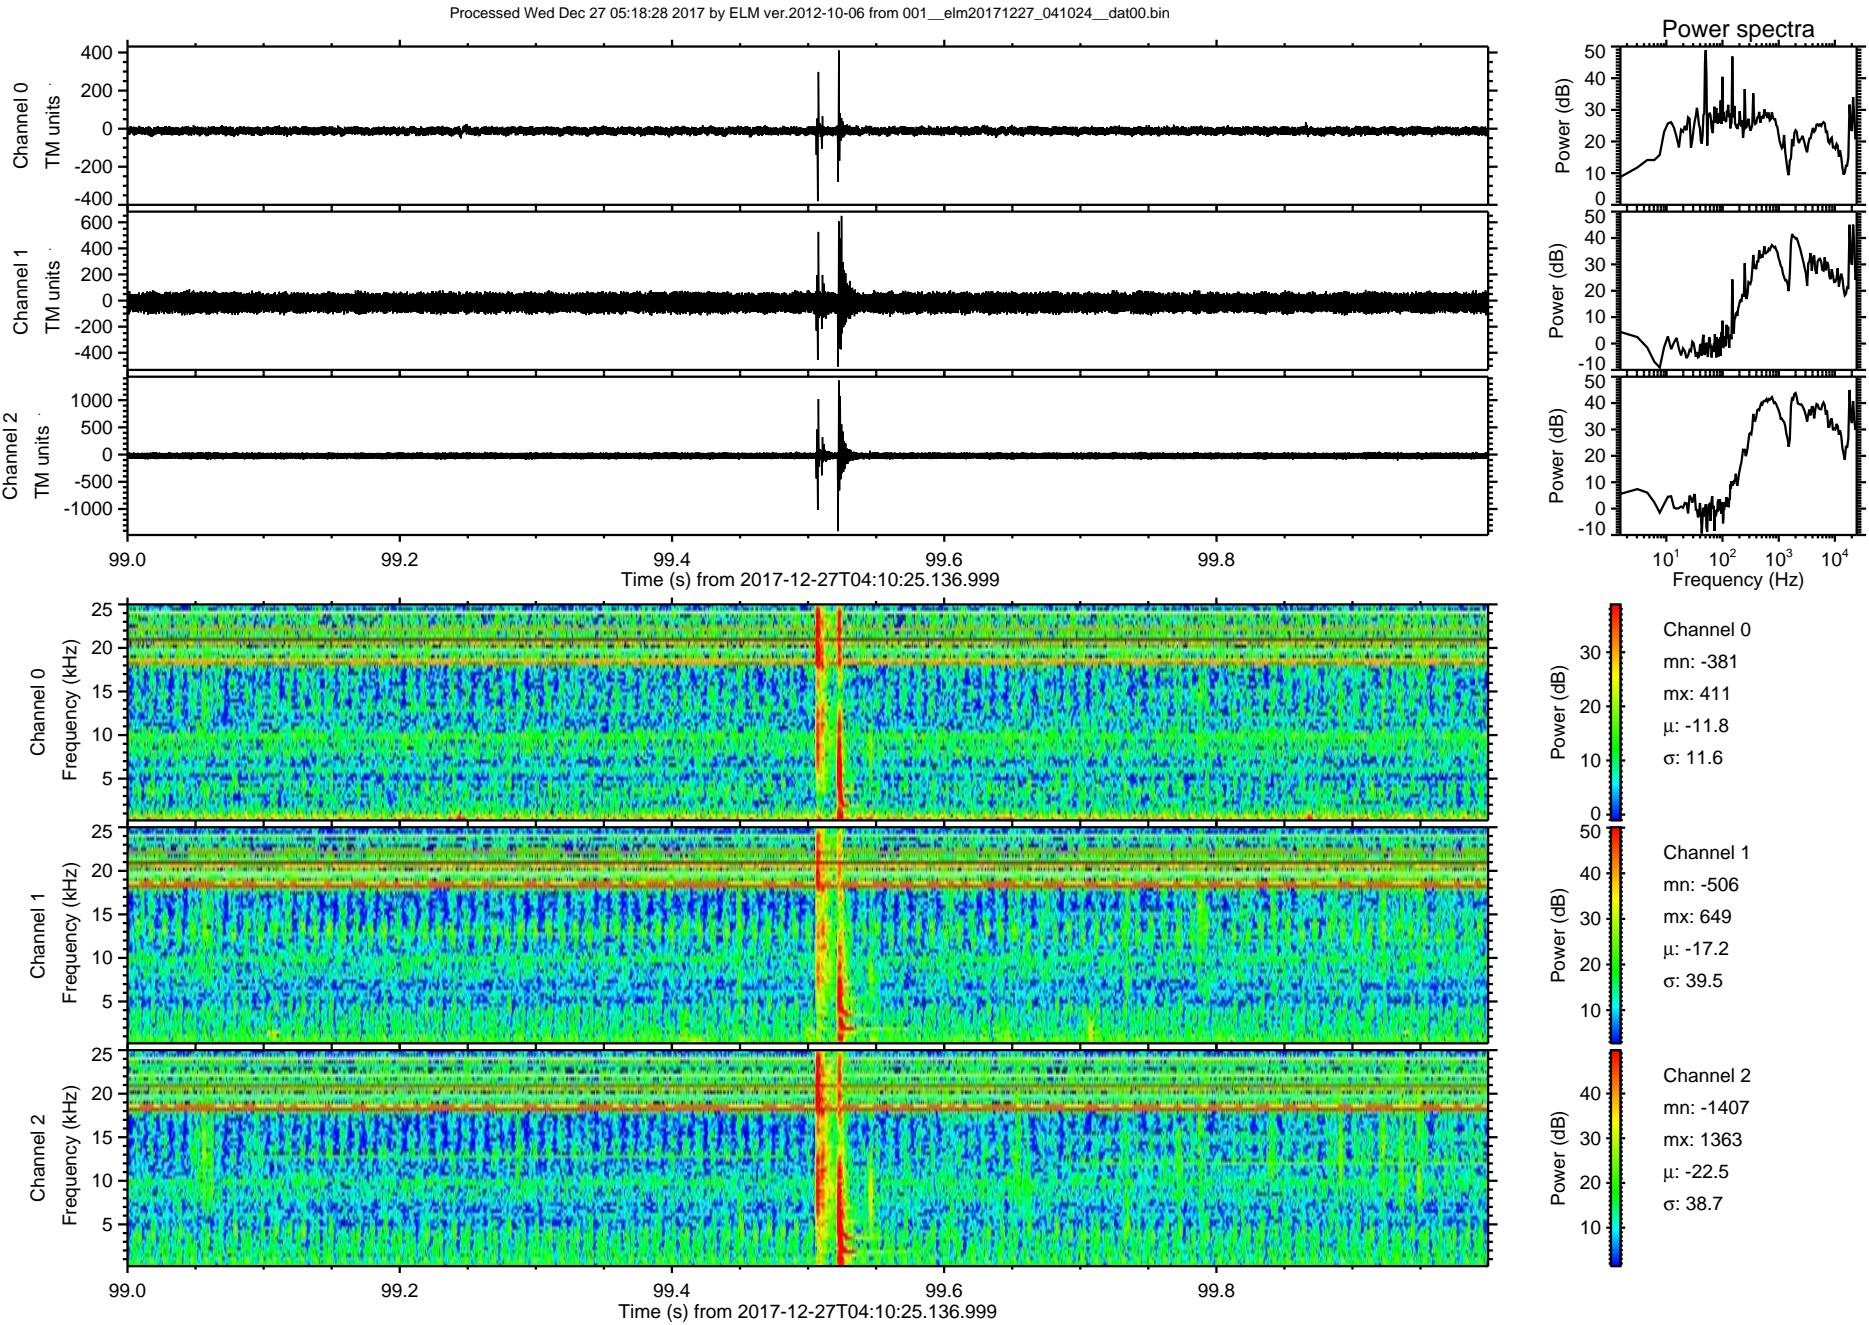 Processed Wed Dec 27 05:18:28 2017 by ELM ver.2012-10-06 from 001__elm20171227_041024__dat00.bin
Power spectra
Channel 0
TM units
400
200
0
-200
-400
Power (dB)
50
40
30
20
10
0
Channel 1
TM units
600
400
200
0
-200
-400
Power (dB)
50
40
30
20
10
0
-10
Channel 2
TM units
1000
500
0
-500
-1000
Power (dB)
50
40
30
20
10
0
-10
99.0 99.2 99.4 99.6 99.8
Time (s) from 2017-12-27T04:10:25.136.999
10^1 10^2 10^3 10^4
Frequency (Hz)
Channel 0
Frequency (kHz)
25
20
15
10
5
Power (dB)
30
20
10
0
Channel 0
mn: -381
mx: 411
μ: -11.8
σ: 11.6
Channel 1
Frequency (kHz)
25
20
15
10
5
Power (dB)
50
40
30
20
10
Channel 1
mn: -506
mx: 649
μ: -17.2
σ: 39.5
Channel 2
Frequency (kHz)
25
20
15
10
5
Power (dB)
40
30
20
10
Channel 2
mn: -1407
mx: 1363
μ: -22.5
σ: 38.7
99.0 99.2 99.4 99.6 99.8
Time (s) from 2017-12-27T04:10:25.136.999